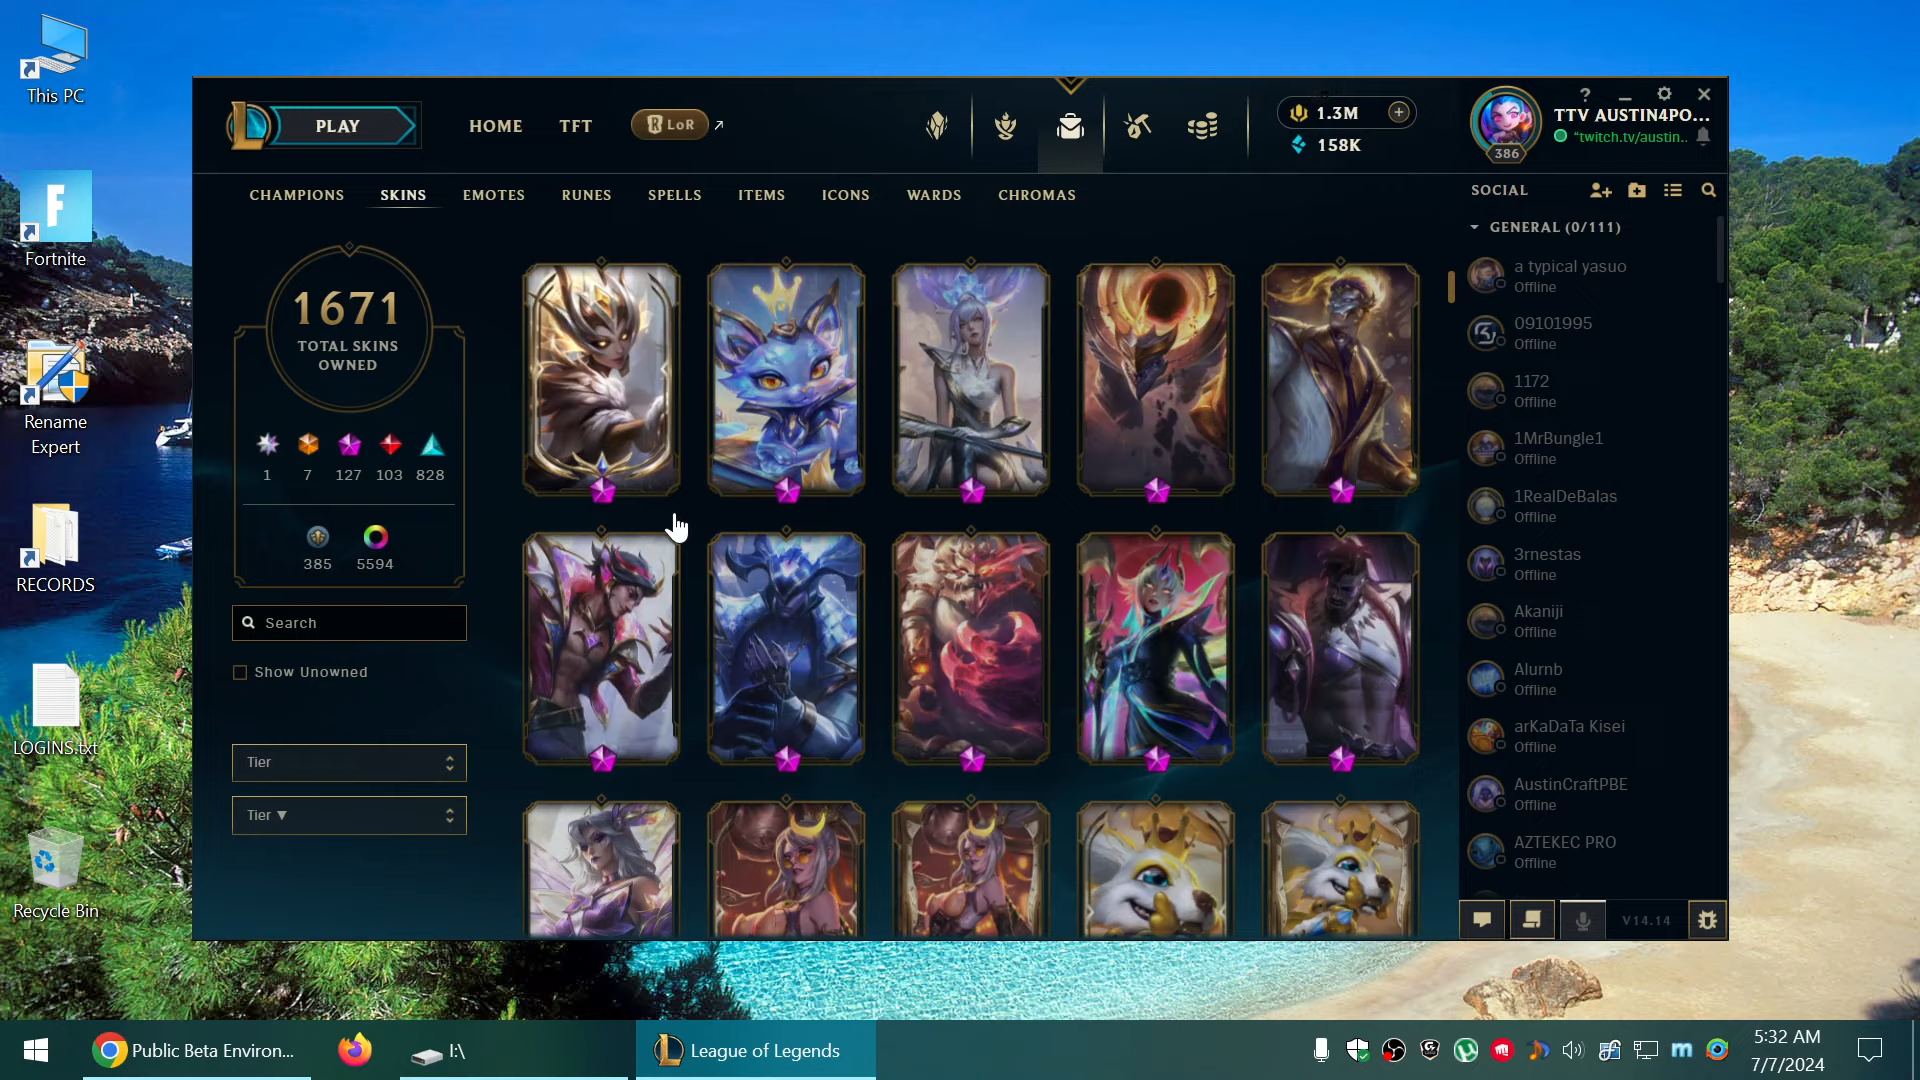 This PC
Fortnite
Rename
Expert
RECORDS
LOGINS.txt
Recycle Bin
PLAY
HOME
TFT
LoR
1.3M
158K
386
TTV AUSTIN4PO...
“twitch.tv/austin..
CHAMPIONS
SKINS
EMOTES
RUNES
SPELLS
ITEMS
ICONS
WARDS
CHROMAS
1671
TOTAL SKINS
OWNED
1 7 127 103 828
385 5594
Search
Show Unowned
Tier
Tier ▼
SOCIAL
GENERAL (0/111)
a typical yasuo
Offline
09101995
Offline
1172
Offline
1MrBungle1
Offline
1RealDeBalas
Offline
3rnestas
Offline
Akaniji
Offline
Alurnb
Offline
arKaDaTa Kisei
Offline
AustinCraftPBE
Offline
AZTEKEC PRO
Offline
V14.14
Public Beta Environ...
I:\
League of Legends
5:32 AM
7/7/2024